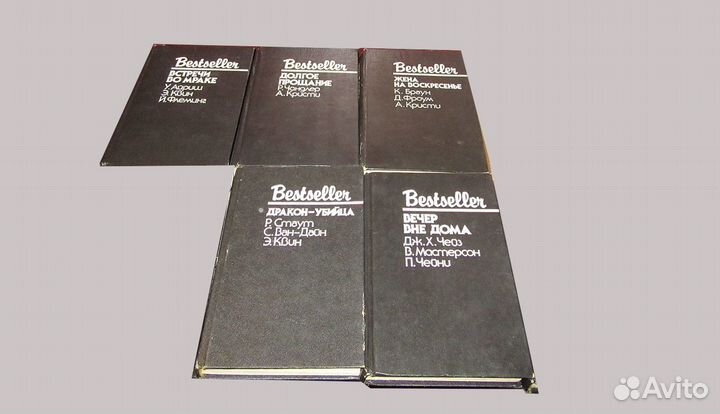 Bestseller
ВСТРЕЧИ
ВО МРАКЕ
У. Адриш
Э. Квин
Й. Флеминг
Bestseller
ДОЛГОЕ
ПРОЩАНИЕ
Р. Чандлер
А. Кристи
Bestseller
ЖЕНА
НА ВОСКРЕСЕНЬЕ
К. Браун
Д. Фроум
А. Кристи
Bestseller
ДРАКОН-УБИЙЦА
Р. Стаут
С. Ван-Дайн
Э. Квин
Bestseller
ВЕЧЕР
ВНЕ ДОМА
Дж. Х. Чейз
В. Мастерсон
П. Чейни
Avito